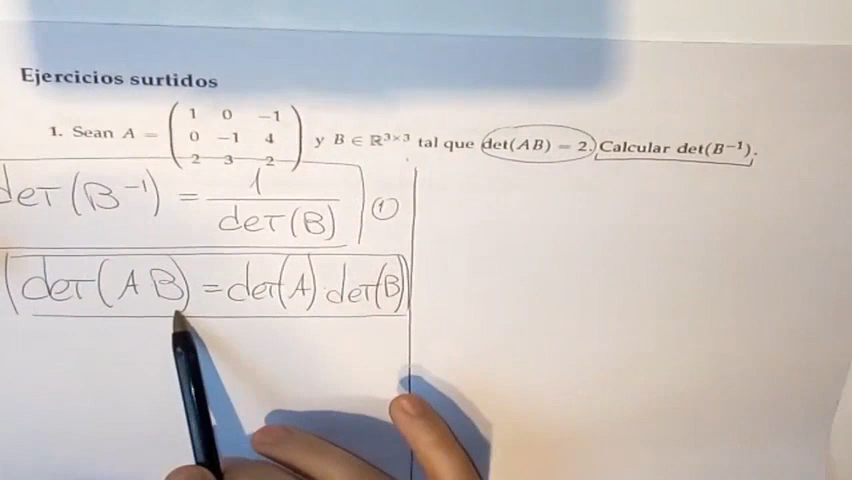 Ejercicios surtidos
1 0 −1
1. Sean A = 0 −1 4 y B ∈ ℝ³ˣ³ tal que det(AB) = 2. Calcular det(B⁻¹).
2 3 2
det(B⁻¹) = 1 / det(B) ①
det(AB) = det(A) · det(B)